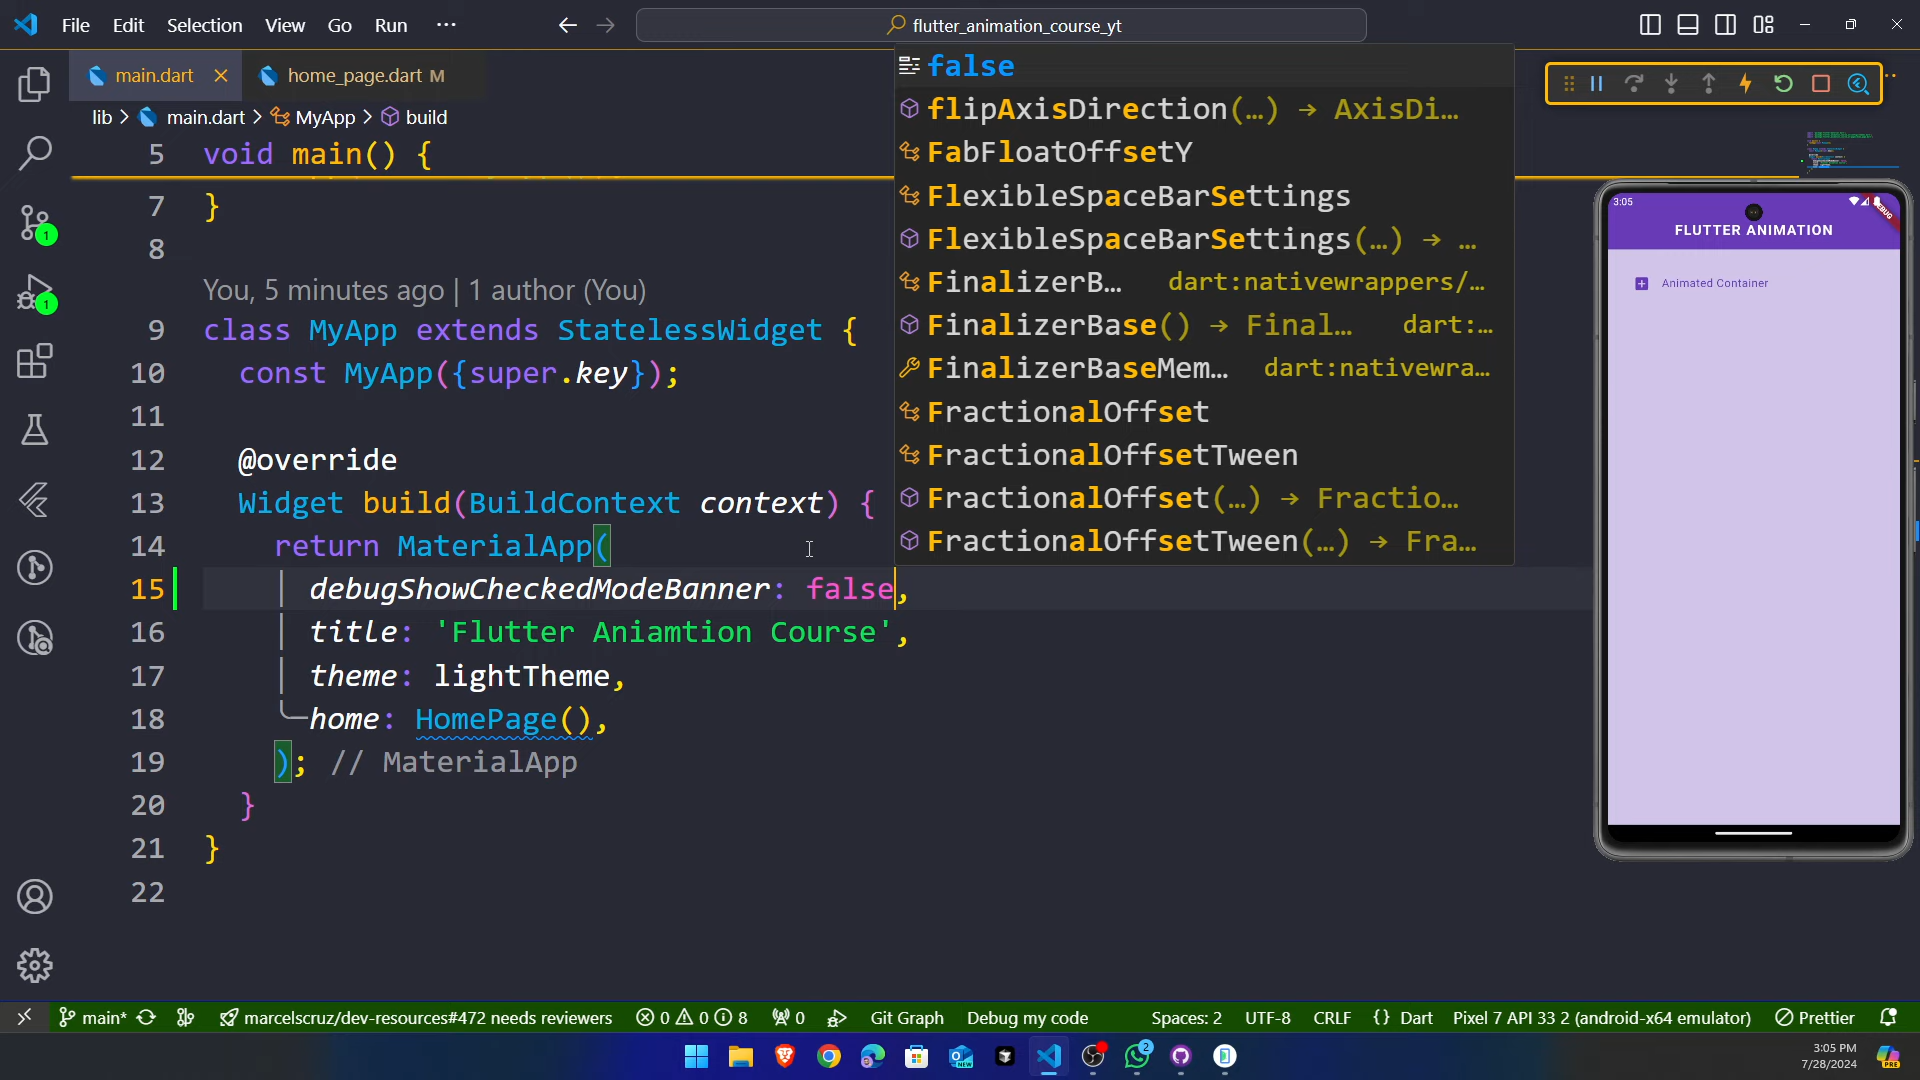 File Edit Selection View Go Run ···
flutter_animation_course_yt
main.dart
home_page.dart M
lib > main.dart > MyApp > build
5 void main() {
7 }
8
You, 5 minutes ago | 1 author (You)
9 class MyApp extends StatelessWidget {
10 const MyApp({super.key});
11
12 @override
13 Widget build(BuildContext context) {
14 return MaterialApp(
15 debugShowCheckedModeBanner: false,
16 title: 'Flutter Aniamtion Course',
17 theme: lightTheme,
18 home: HomePage(),
19 ); // MaterialApp
20 }
21 }
22
false
flipAxisDirection(…) → AxisDi…
FabFloatOffsetY
FlexibleSpaceBarSettings
FlexibleSpaceBarSettings(…) → …
FinalizerB… dart:nativewrappers/…
FinalizerBase() → Final… dart:…
FinalizerBaseMem… dart:nativewra…
FractionalOffset
FractionalOffsetTween
FractionalOffset(…) → Fractio…
FractionalOffsetTween(…) → Fra…
3:05
DEBUG
FLUTTER ANIMATION
Animated Container
1
1
main* marcelscruz/dev-resources#472 needs reviewers 0 0 8 0 Git Graph Debug my code Spaces: 2 UTF-8 CRLF {} Dart Pixel 7 API 33 2 (android-x64 emulator) Prettier
NEW
2
3:05 PM
7/28/2024
PRE